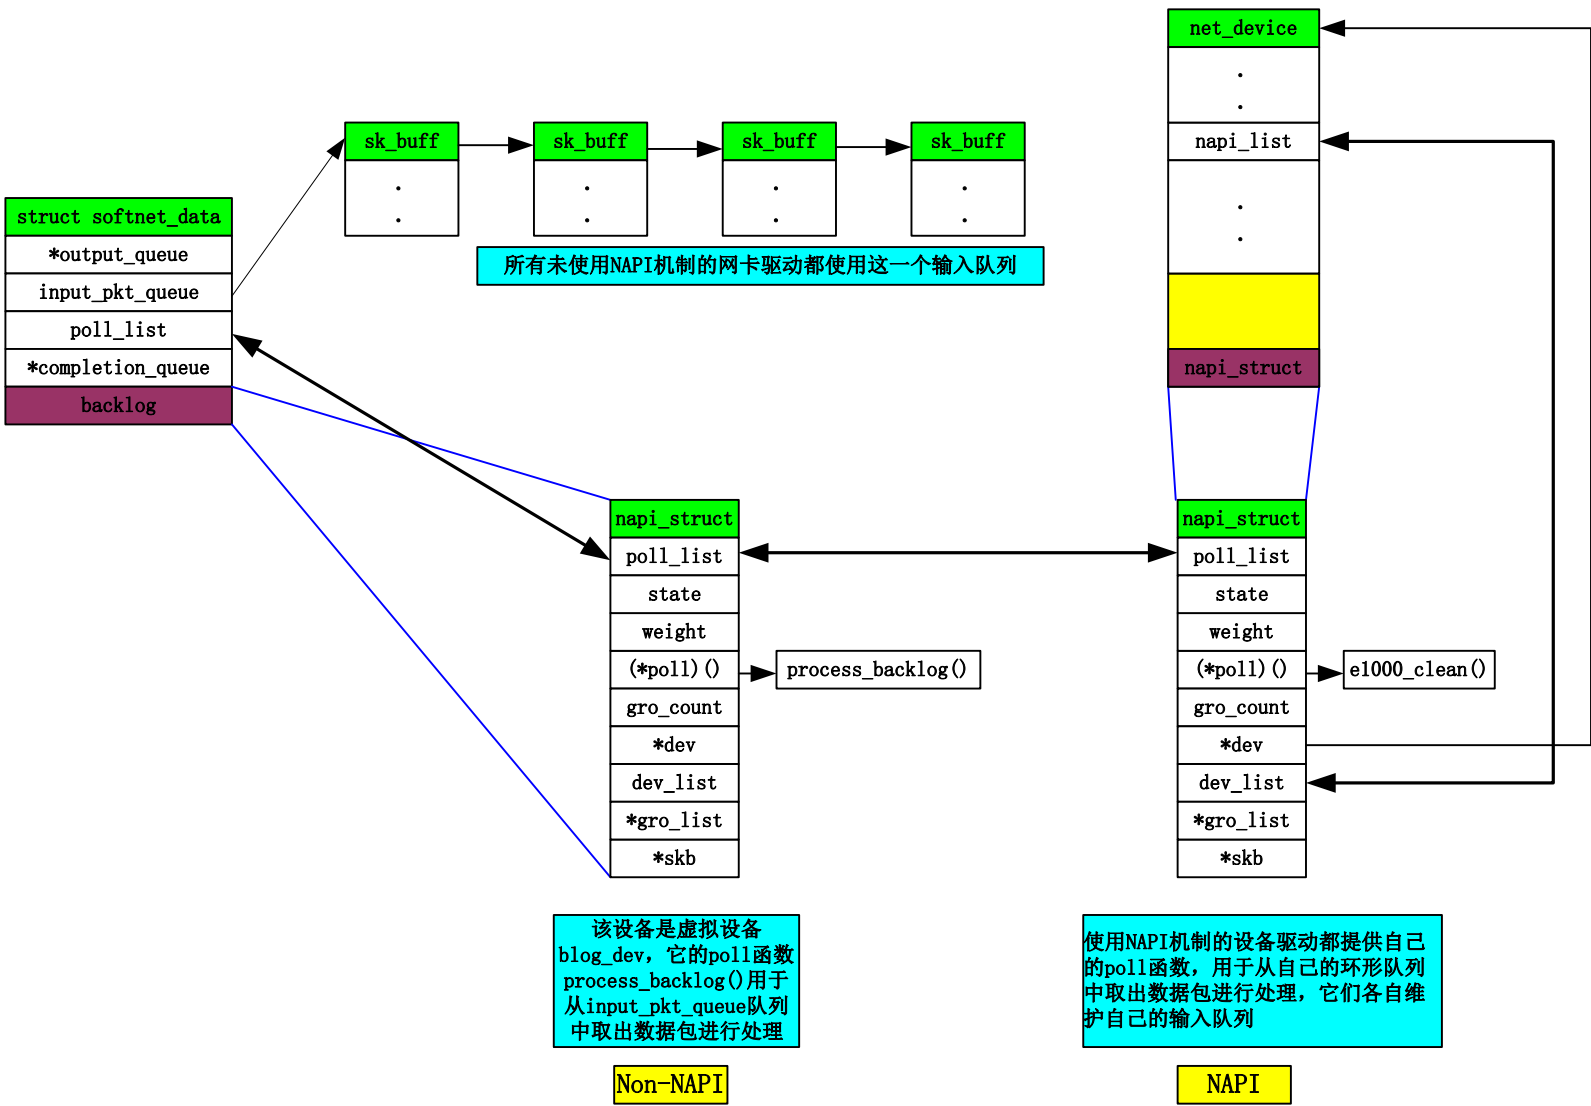 net_device
.
.
napi_list
.
.
napi_struct
sk_buff
.
.
sk_buff
.
.
sk_buff
.
.
sk_buff
.
.
所有未使用NAPI机制的网卡驱动都使用这一个输入队列
struct softnet_data
*output_queue
input_pkt_queue
poll_list
*completion_queue
backlog
napi_struct
poll_list
state
weight
(*poll)()
gro_count
*dev
dev_list
*gro_list
*skb
process_backlog()
napi_struct
poll_list
state
weight
(*poll)()
gro_count
*dev
dev_list
*gro_list
*skb
e1000_clean()
该设备是虚拟设备
blog_dev，它的poll函数
process_backlog()用于
从input_pkt_queue队列
中取出数据包进行处理
Non-NAPI
使用NAPI机制的设备驱动都提供自己
的poll函数，用于从自己的环形队列
中取出数据包进行处理，它们各自维
护自己的输入队列
NAPI